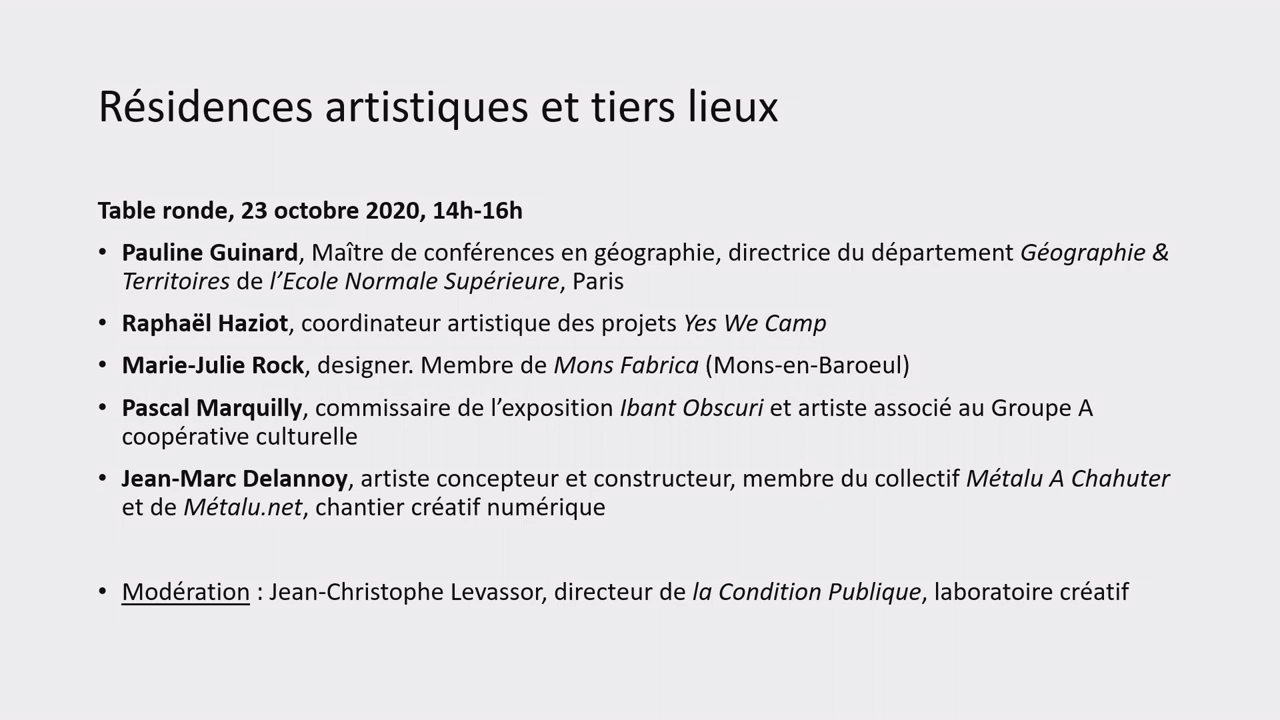 Résidences artistiques et tiers lieux
Table ronde, 23 octobre 2020, 14h-16h
• Pauline Guinard, Maître de conférences en géographie, directrice du département Géographie &
Territoires de l’Ecole Normale Supérieure, Paris
• Raphaël Haziot, coordinateur artistique des projets Yes We Camp
• Marie-Julie Rock, designer. Membre de Mons Fabrica (Mons-en-Baroeul)
• Pascal Marquilly, commissaire de l’exposition Ibant Obscuri et artiste associé au Groupe A
coopérative culturelle
• Jean-Marc Delannoy, artiste concepteur et constructeur, membre du collectif Métalu A Chahuter
et de Métalu.net, chantier créatif numérique
• Modération : Jean-Christophe Levassor, directeur de la Condition Publique, laboratoire créatif